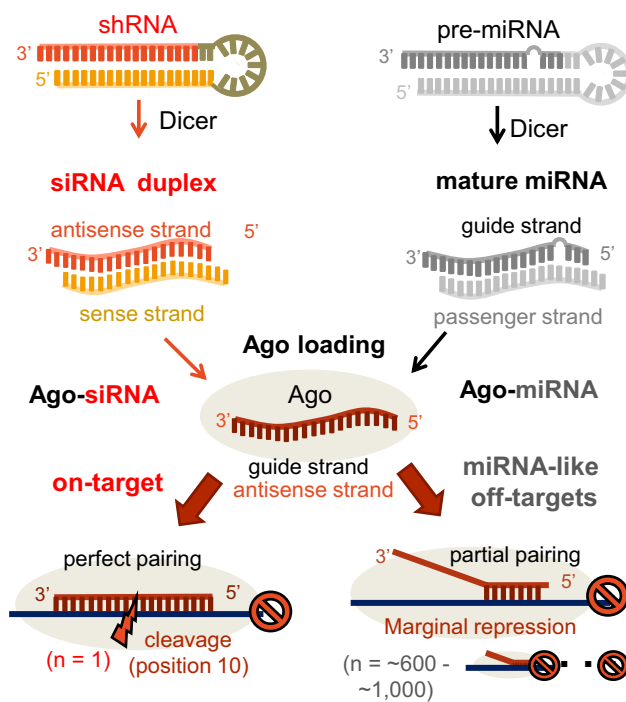 shRNA
3’
5’
Dicer
siRNA duplex
antisense strand 5’
3’
sense strand
pre-miRNA
3’
5’
Dicer
mature miRNA
guide strand
3’ 5’
passenger strand
Ago loading
Ago-siRNA
Ago
3’ 5’
Ago-miRNA
guide strand
antisense strand
on-target
miRNA-like
off-targets
perfect pairing
3’ 5’
cleavage
(position 10)
(n = 1)
partial pairing
3’
5’
Marginal repression
(n = ~600 -
~1,000)